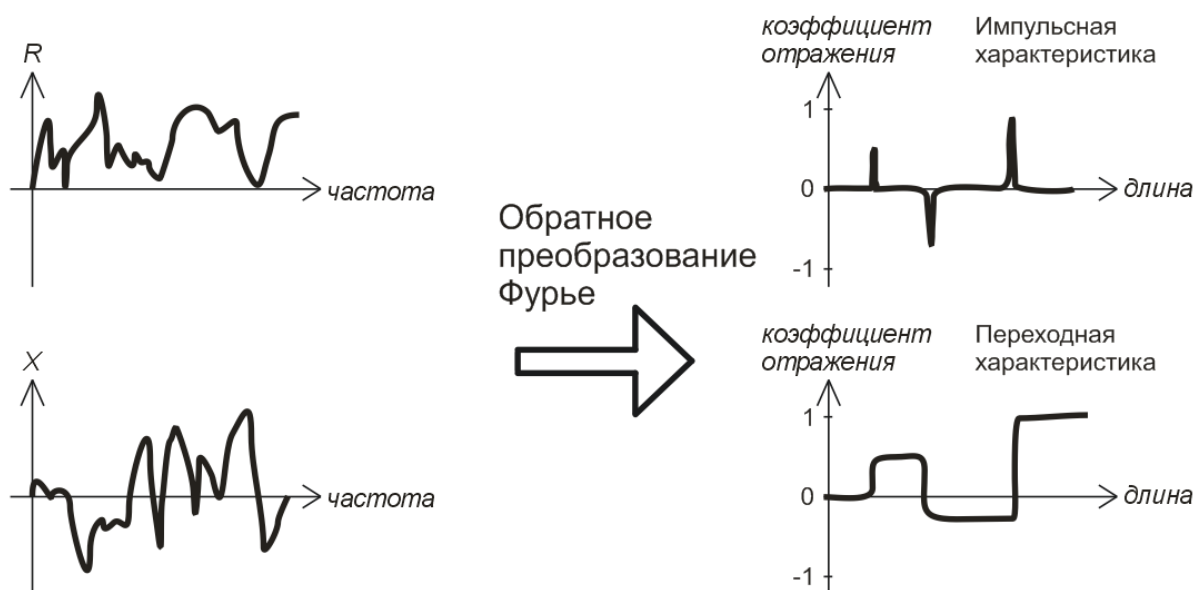 R
частота
X
частота
Обратное
преобразование
Фурье
коэффициент
отражения
Импульсная
характеристика
1
0
-1
длина
коэффициент
отражения
Переходная
характеристика
1
0
-1
длина